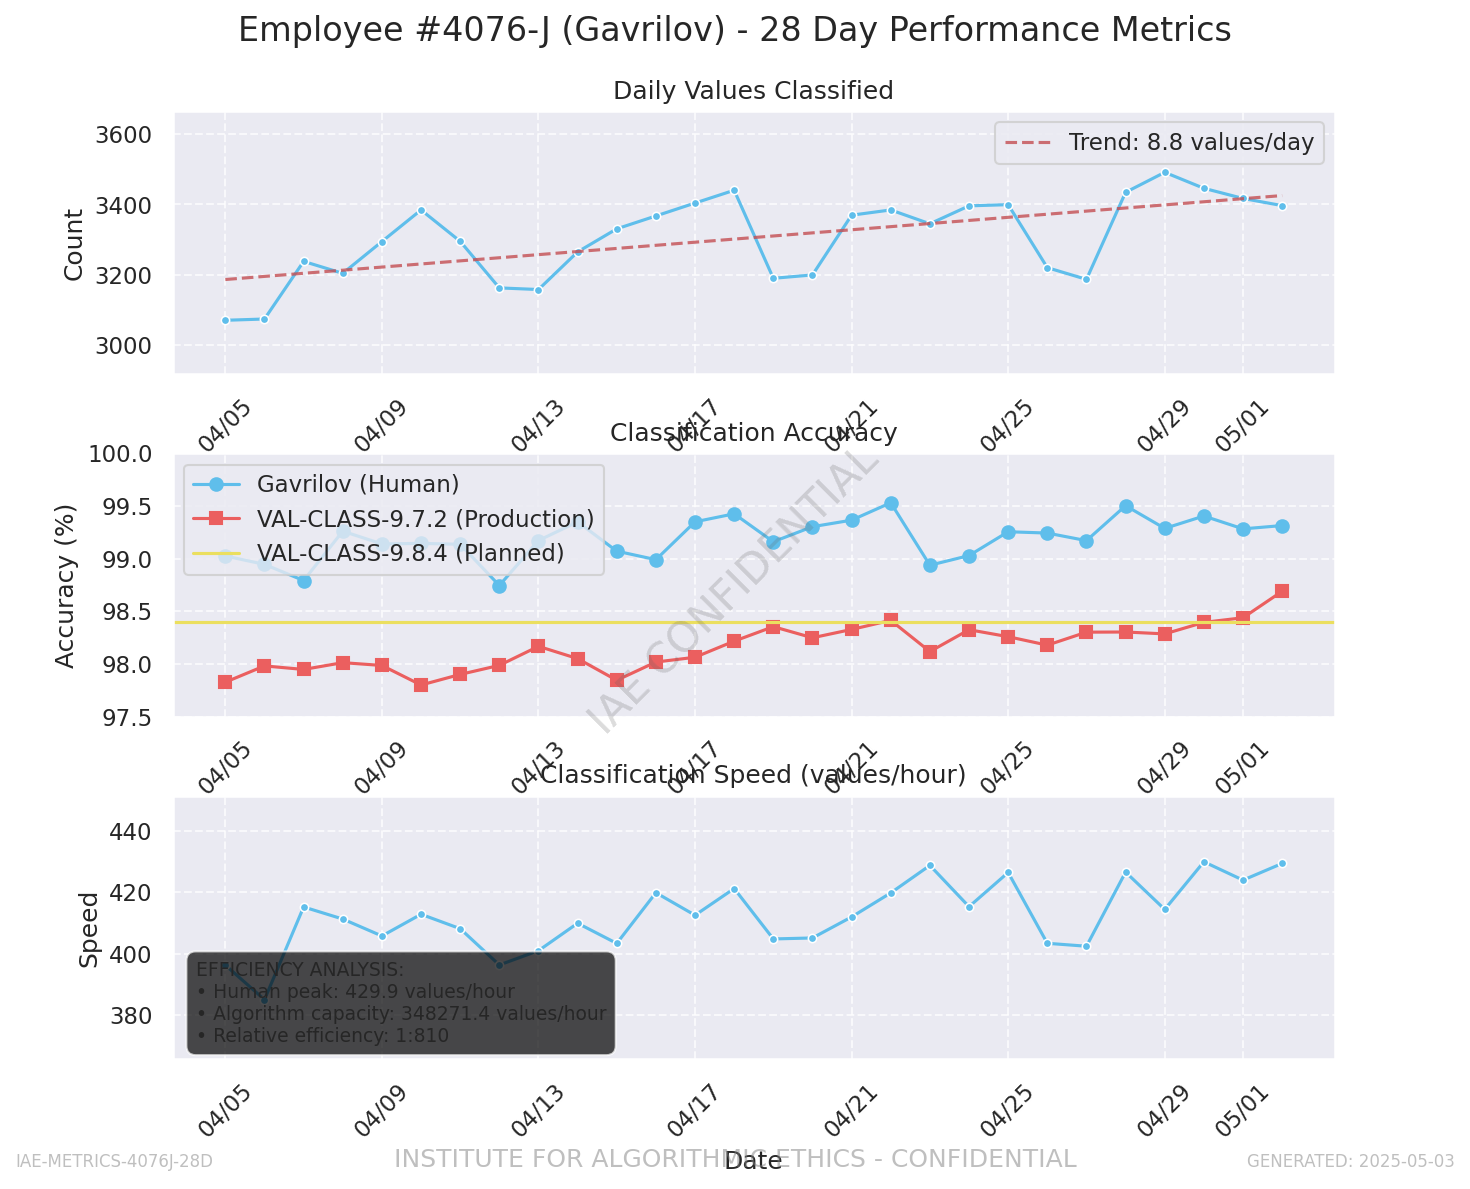 Employee #4076-J (Gavrilov) - 28 Day Performance Metrics
Daily Values Classified
Trend: 8.8 values/day
Count
3600
3400
3200
3000
04/05 04/09 04/13 04/17 04/21 04/25 04/29 05/01
Classification Accuracy
Gavrilov (Human)
VAL-CLASS-9.7.2 (Production)
VAL-CLASS-9.8.4 (Planned)
Accuracy (%)
100.0
99.5
99.0
98.5
98.0
97.5
IAE CONFIDENTIAL
04/05 04/09 04/13 04/17 04/21 04/25 04/29 05/01
Classification Speed (values/hour)
Speed
440
420
400
380
EFFICIENCY ANALYSIS:
• Human peak: 429.9 values/hour
• Algorithm capacity: 348271.4 values/hour
• Relative efficiency: 1:810
04/05 04/09 04/13 04/17 04/21 04/25 04/29 05/01
Date
IAE-METRICS-4076J-28D
INSTITUTE FOR ALGORITHMIC ETHICS - CONFIDENTIAL
GENERATED: 2025-05-03